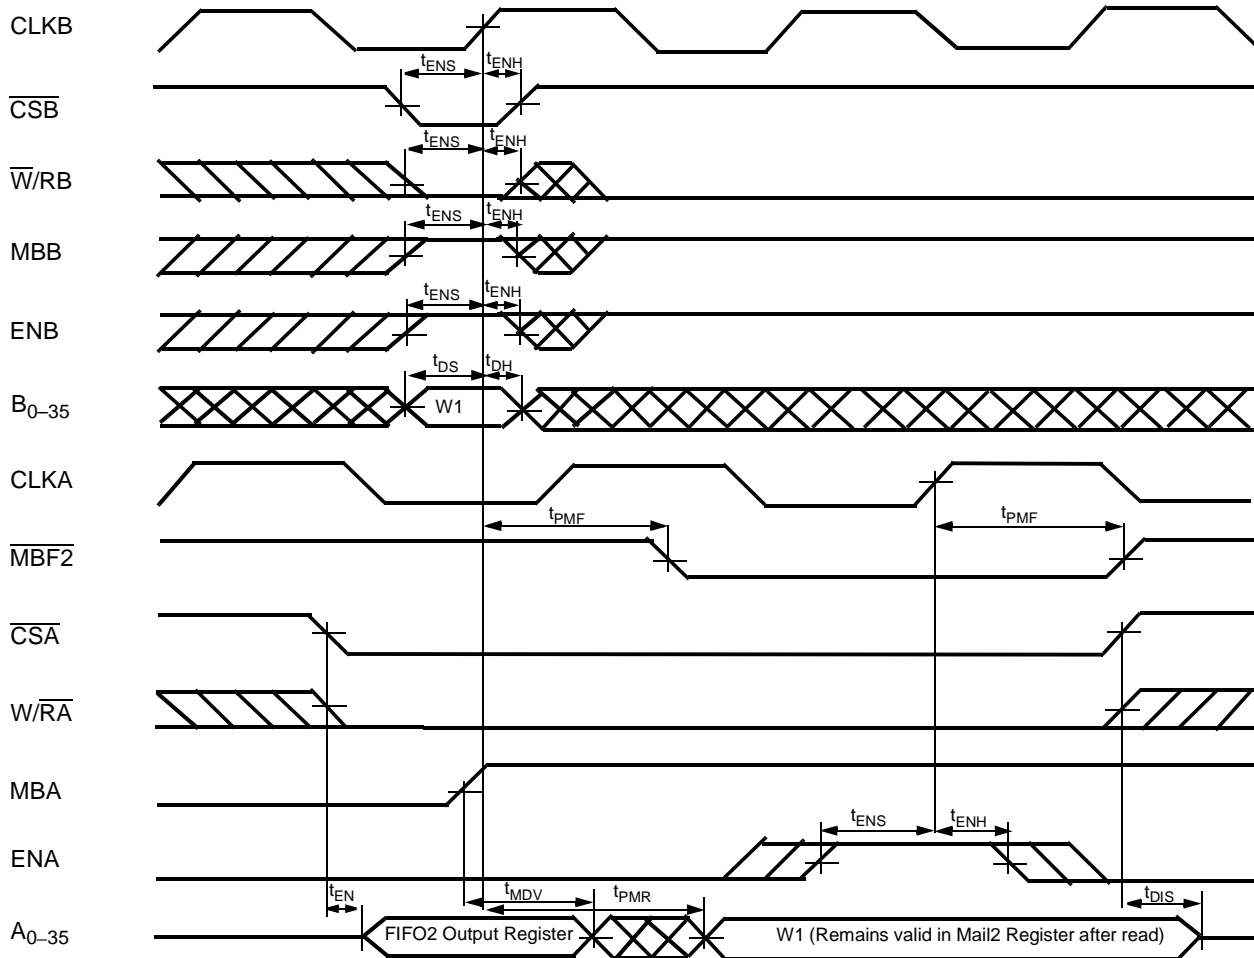 CLKB
tENS tENH
CSB
tENS tENH
W/RB
tENS tENH
MBB
tENS tENH
ENB
tDS tDH
B0–35
W1
CLKA
tPMF tPMF
MBF2
CSA
W/RA
MBA
tENS tENH
ENA
tEN tMDV tPMR tDIS
A0–35
FIFO2 Output Register W1 (Remains valid in Mail2 Register after read)